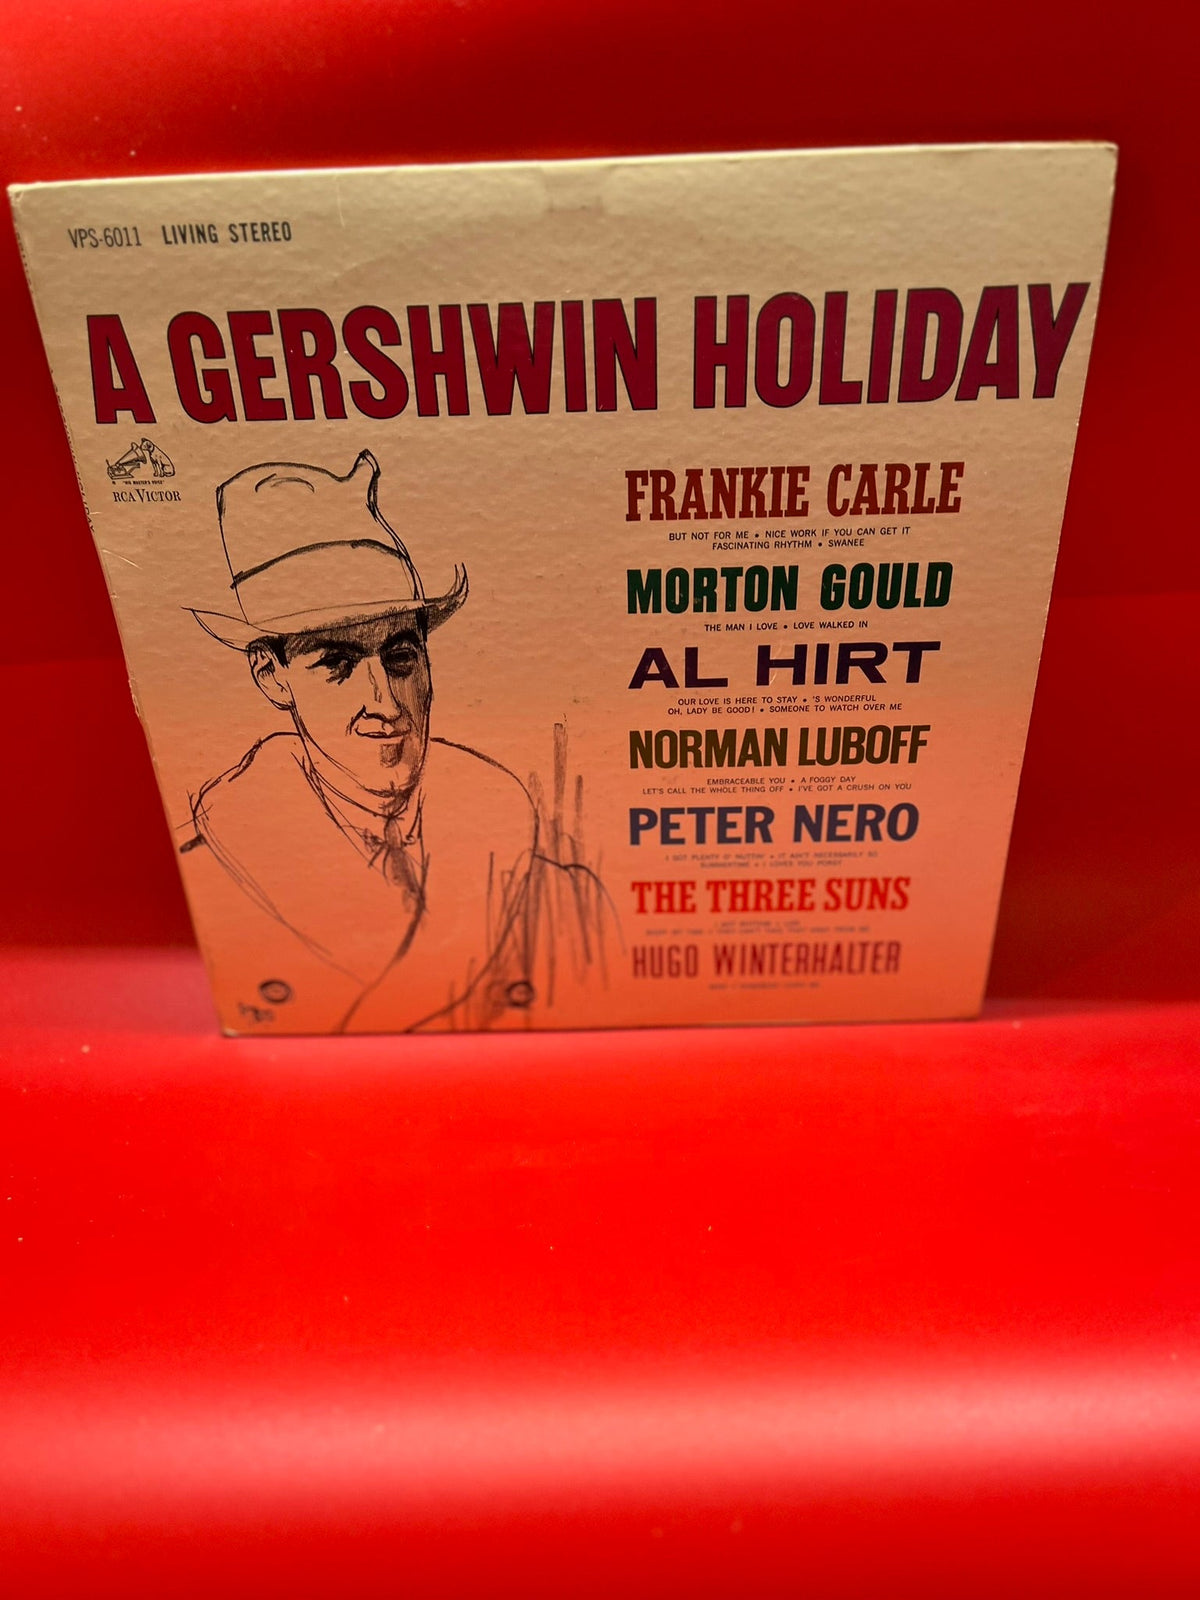 VPS-6011 LIVING STEREO
A GERSHWIN HOLIDAY
"HIS MASTER'S VOICE"
RCA VICTOR
FRANKIE CARLE
BUT NOT FOR ME • NICE WORK IF YOU CAN GET IT
FASCINATING RHYTHM • SWANEE
MORTON GOULD
THE MAN I LOVE • LOVE WALKED IN
AL HIRT
OUR LOVE IS HERE TO STAY • 'S WONDERFUL
OH, LADY BE GOOD! • SOMEONE TO WATCH OVER ME
NORMAN LUBOFF
EMBRACEABLE YOU • A FOGGY DAY
LET'S CALL THE WHOLE THING OFF • I'VE GOT A CRUSH ON YOU
PETER NERO
I GOT PLENTY O' NUTTIN' • IT AIN'T NECESSARILY SO
SUMMERTIME • I LOVES YOU PORGY
THE THREE SUNS
HUGO WINTERHALTER